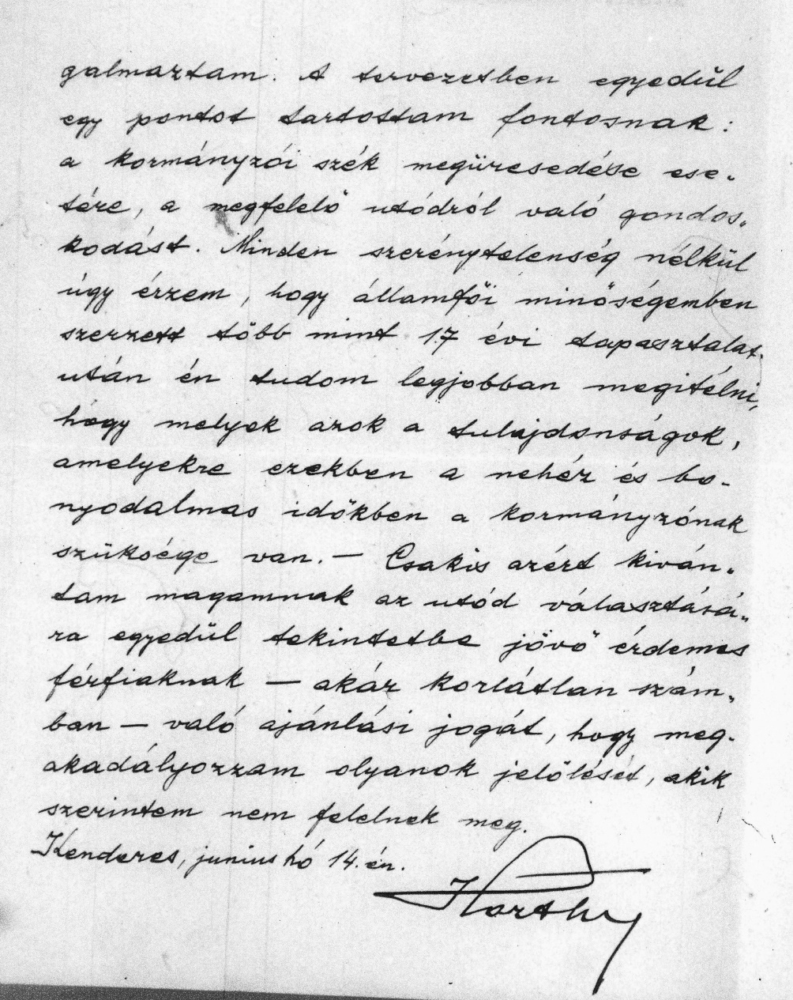 galmaztam. A tervezetben egyedül
egy pontot tartottam fontosnak:
a kormányzói szék megüresedése ese-
tére, a megfelelő utódról való gondos-
kodást. Minden szerénytelenség nélkül
úgy érzem, hogy államfői minőségemben
szerzett több mint 17 évi tapasztalat
után én tudom legjobban megitélni,
hogy melyek azok a tulajdonságok,
amelyekre ezekben a nehéz és bo-
nyodalmas időkben a kormányzónak
szüksége van. — Csakis azért kiván-
tam magamnak az utód választásá-
ra egyedül tekintetbe jövő érdemes
férfiaknak — akár korlátlan szám-
ban — való ajánlási jogát, hogy meg-
akadályozzam olyanok jelölését, akik
szerintem nem felelnek meg.
Kenderes, junius hó 14.én.
Horthy